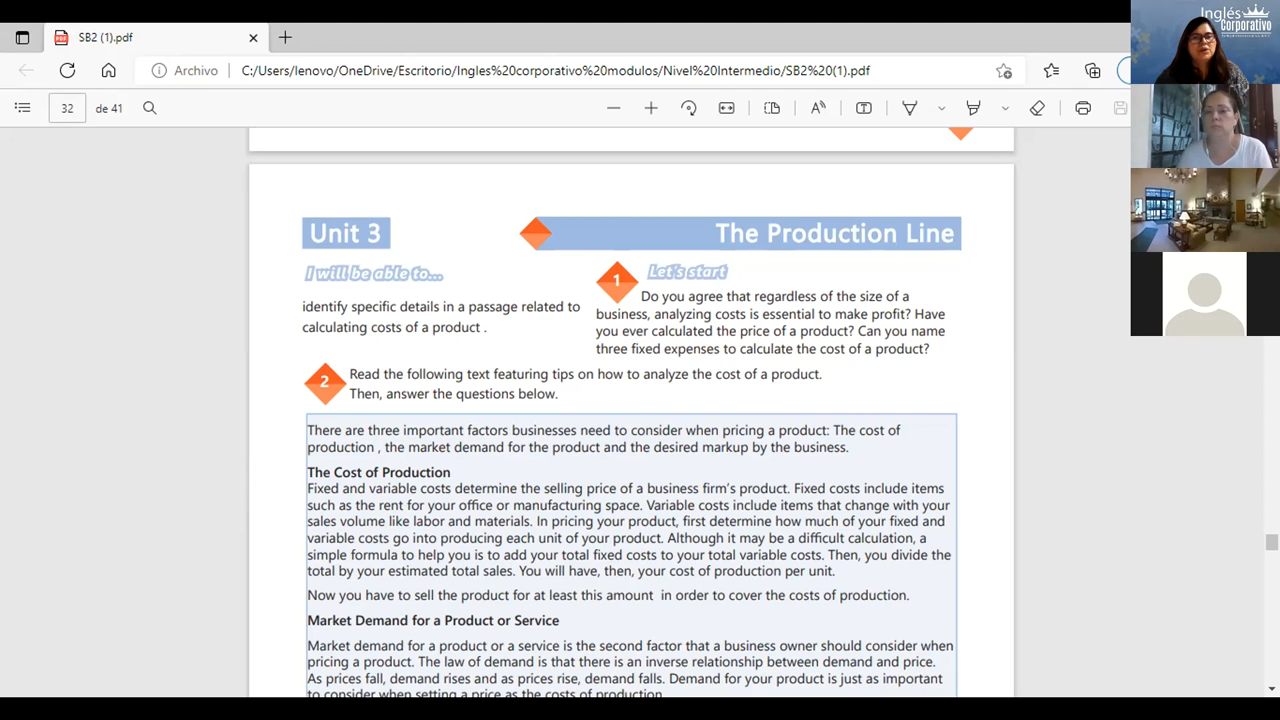 SB2 (1).pdf
Archivo
C:/Users/lenovo/OneDrive/Escritorio/Ingles%20corporativo%20modulos/Nivel%20Intermedio/SB2%20(1).pdf
32
de 41
Inglés
Corporativo
Unit 3
The Production Line
I will be able to...
identify specific details in a passage related to
calculating costs of a product .
1
Let's start
Do you agree that regardless of the size of a
business, analyzing costs is essential to make profit? Have
you ever calculated the price of a product? Can you name
three fixed expenses to calculate the cost of a product?
2
Read the following text featuring tips on how to analyze the cost of a product.
Then, answer the questions below.
There are three important factors businesses need to consider when pricing a product: The cost of
production , the market demand for the product and the desired markup by the business.
The Cost of Production
Fixed and variable costs determine the selling price of a business firm's product. Fixed costs include items
such as the rent for your office or manufacturing space. Variable costs include items that change with your
sales volume like labor and materials. In pricing your product, first determine how much of your fixed and
variable costs go into producing each unit of your product. Although it may be a difficult calculation, a
simple formula to help you is to add your total fixed costs to your total variable costs. Then, you divide the
total by your estimated total sales. You will have, then, your cost of production per unit.
Now you have to sell the product for at least this amount in order to cover the costs of production.
Market Demand for a Product or Service
Market demand for a product or a service is the second factor that a business owner should consider when
pricing a product. The law of demand is that there is an inverse relationship between demand and price.
As prices fall, demand rises and as prices rise, demand falls. Demand for your product is just as important
to consider when setting a price as the costs of production.